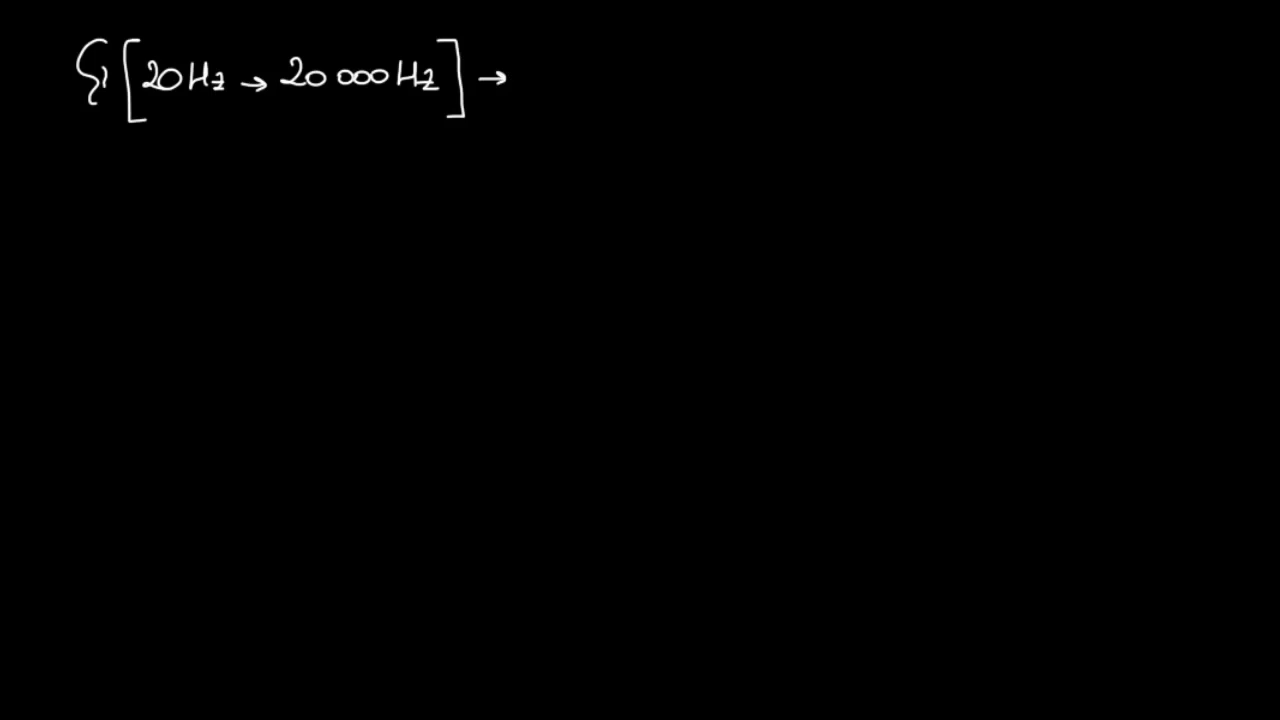 [20 Hz → 20 000 Hz] →